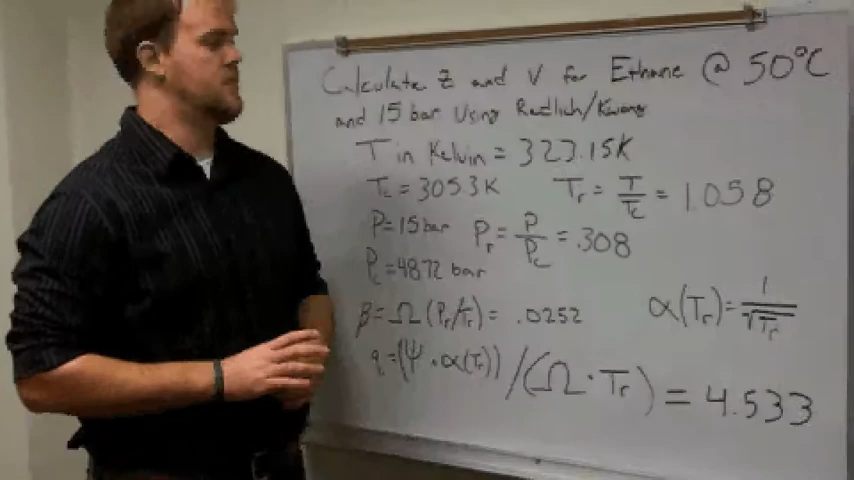 Calculate Z and V for Ethane @ 50°C
and 15 bar Using Redlich/Kwong
T in Kelvin = 323.15K
Tc = 305.3K Tr = T/Tc = 1.058
P = 15 bar Pr = P/Pc = .308
Pc = 48.72 bar
β = Ω (Pr/Tr) = .0252 α(Tr) = 1/√Tr
q = (Ψ · α(Tr)) / (Ω · Tr) = 4.533